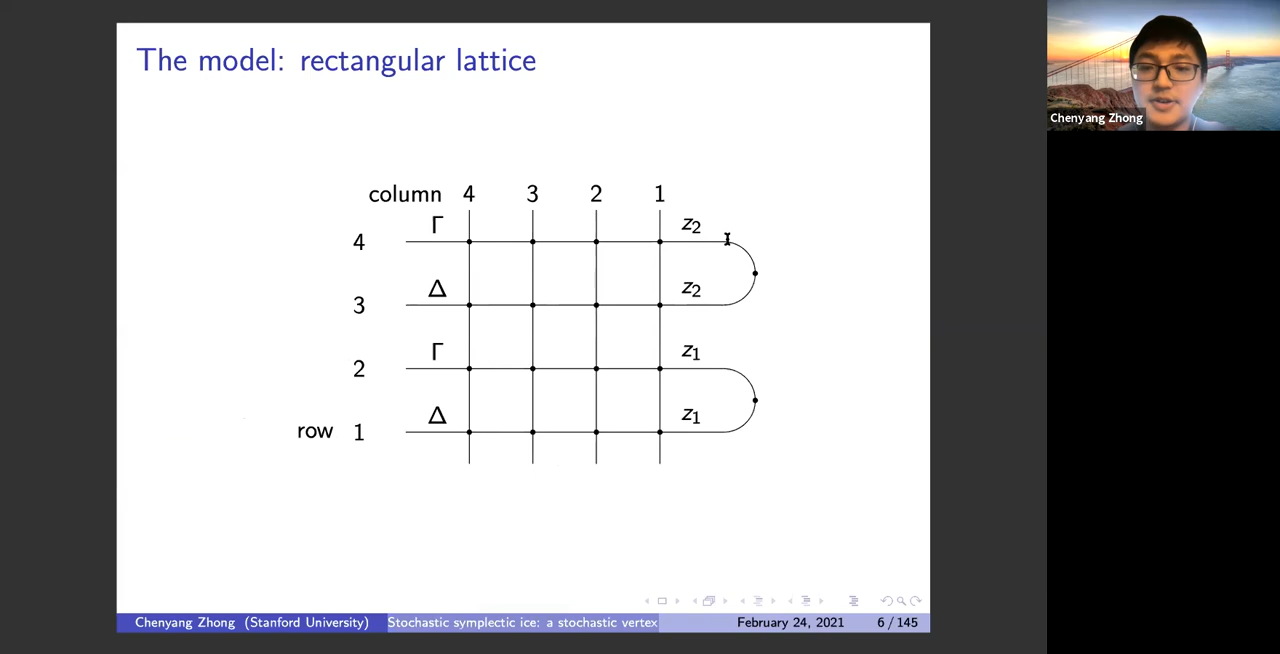 The model: rectangular lattice
column 4 3 2 1
4 Γ z2
3 Δ z2
2 Γ z1
row 1 Δ z1
Chenyang Zhong (Stanford University) Stochastic symplectic ice: a stochastic vertex February 24, 2021 6 / 145
Chenyang Zhong